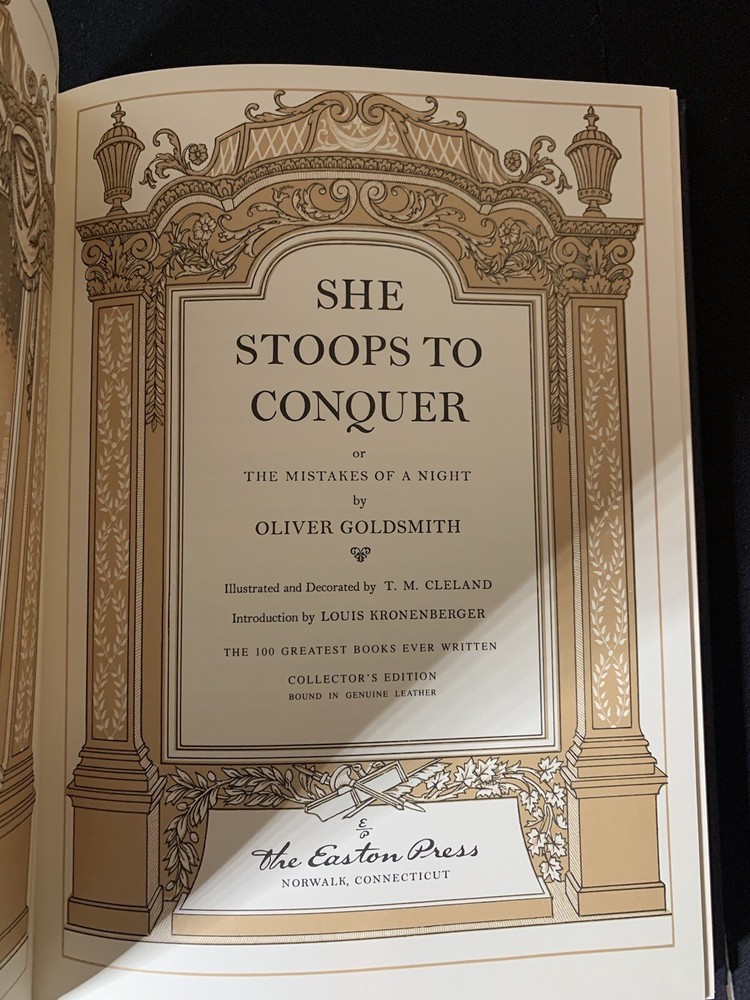 SHE
STOOPS TO
CONQUER
or
THE MISTAKES OF A NIGHT
by
OLIVER GOLDSMITH
Illustrated and Decorated by T. M. CLELAND
Introduction by LOUIS KRONENBERGER
THE 100 GREATEST BOOKS EVER WRITTEN
COLLECTOR'S EDITION
BOUND IN GENUINE LEATHER
E
P
The Easton Press
NORWALK, CONNECTICUT